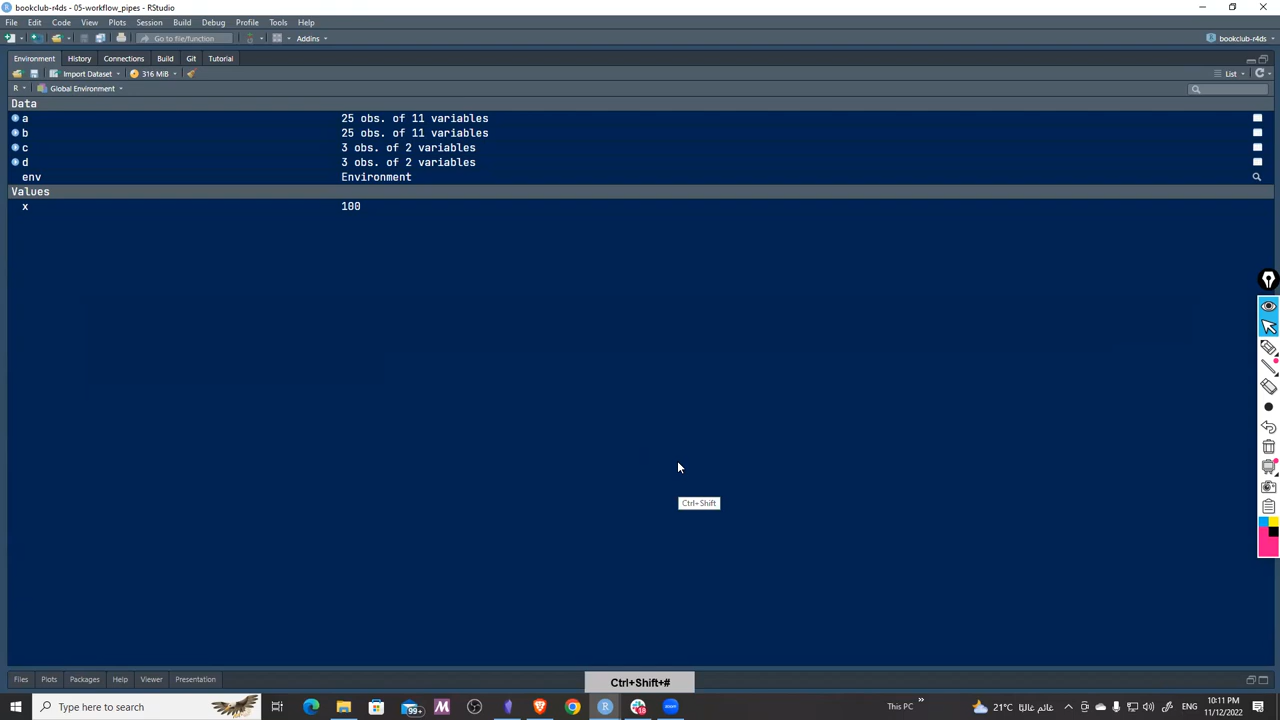 bookclub-r4ds - 05-workflow_pipes - RStudio
File Edit Code View Plots Session Build Debug Profile Tools Help
Go to file/function Addins bookclub-r4ds
Environment History Connections Build Git Tutorial
Import Dataset 316 MiB List
R Global Environment
Data
a 25 obs. of 11 variables
b 25 obs. of 11 variables
c 3 obs. of 2 variables
d 3 obs. of 2 variables
env Environment
Values
x 100
Ctrl+Shift
Files Plots Packages Help Viewer Presentation
Ctrl+Shift+#
Type here to search 99+ This PC 21°C غائم غالبًا 10:11 PM
11/12/2022